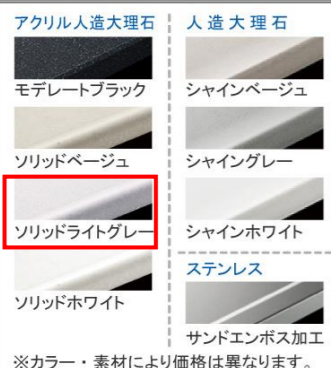 アクリル人造大理石
モデレートブラック
ソリッドベージュ
ソリッドライトグレー
ソリッドホワイト
人造大理石
シャインベージュ
シャイングレー
シャインホワイト
ステンレス
サンドエンボス加工
※カラー・素材により価格は異なります。